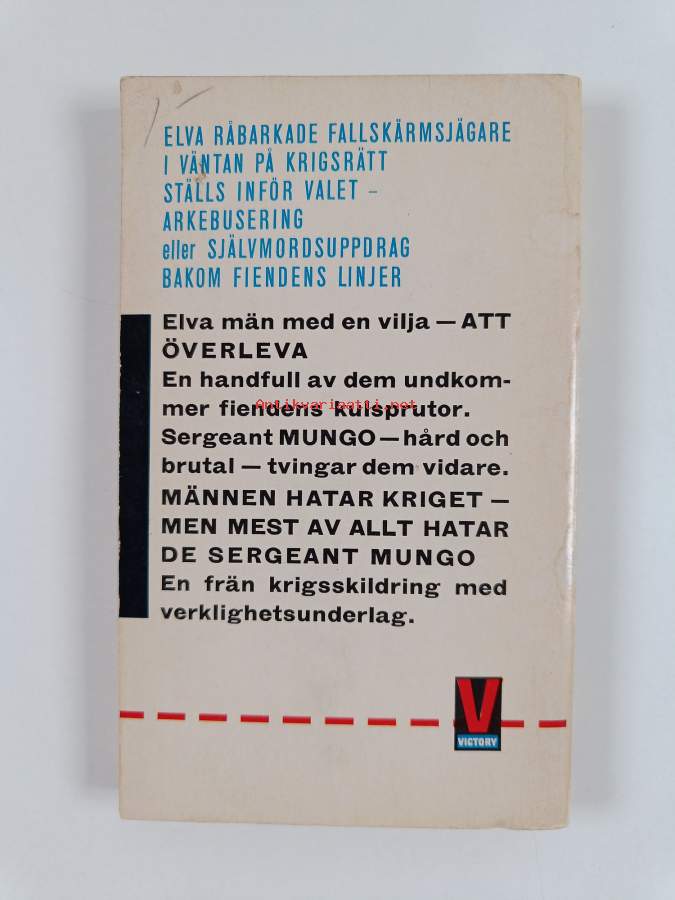 ELVA RÅBARKADE FALLSKÄRMSJÄGARE
I VÄNTAN PÅ KRIGSRÄTT
STÄLLS INFÖR VALET –
ARKEBUSERING
eller SJÄLVMORDSUPPDRAG
BAKOM FIENDENS LINJER
Elva män med en vilja — ATT
ÖVERLEVA
En handfull av dem undkom-
mer fiendens kulsprutor.
Antikvariaatti.net
Sergeant MUNGO — hård och
brutal — tvingar dem vidare.
MÄNNEN HATAR KRIGET —
MEN MEST AV ALLT HATAR
DE SERGEANT MUNGO
En frän krigsskildring med
verklighetsunderlag.
V
VICTORY